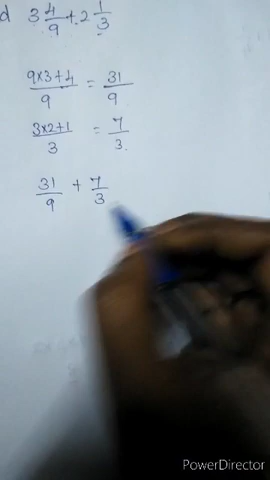 d 3 4/9 + 2 1/3
9×3+4/9 = 31/9
3×2+1/3 = 7/3
31/9 + 7/3
PowerDirector